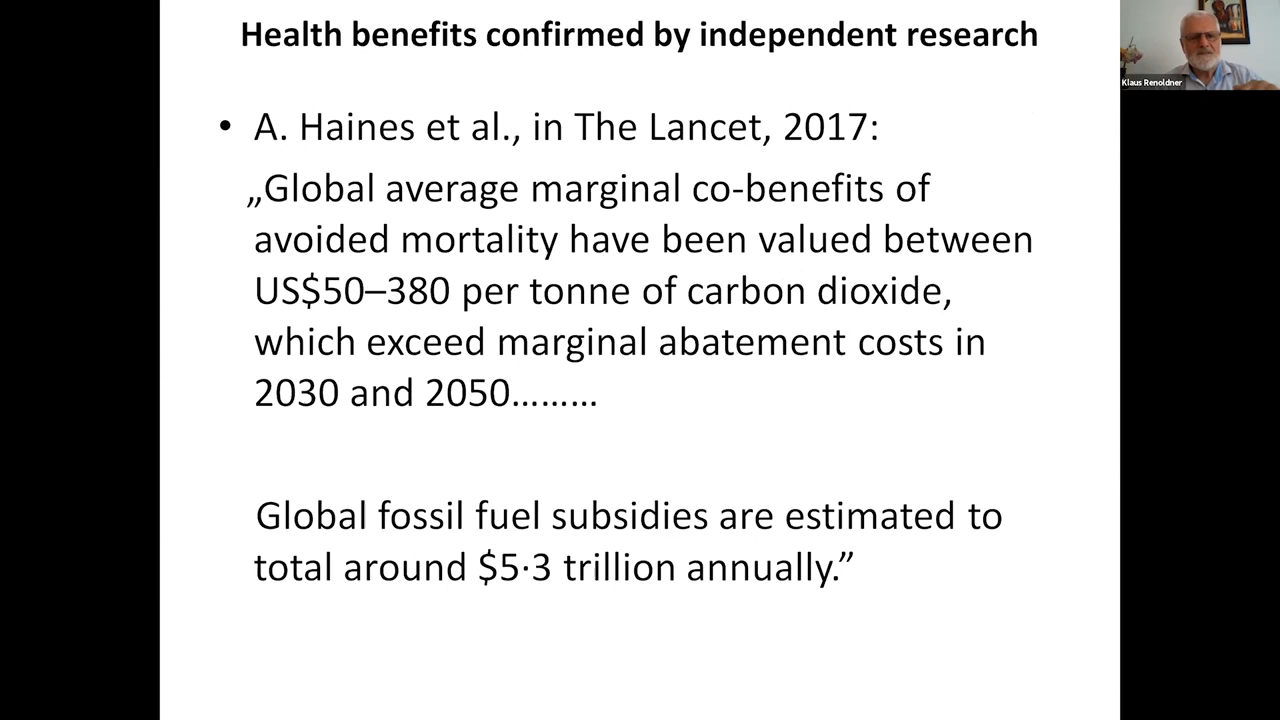 Health benefits confirmed by independent research
Klaus Renoldner
• A. Haines et al., in The Lancet, 2017:
„Global average marginal co-benefits of
avoided mortality have been valued between
US$50–380 per tonne of carbon dioxide,
which exceed marginal abatement costs in
2030 and 2050………
Global fossil fuel subsidies are estimated to
total around $5·3 trillion annually.”